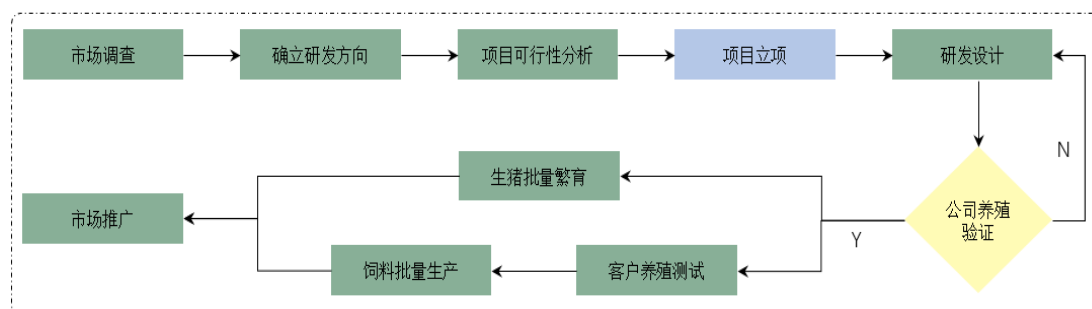 市场调查
确立研发方向
项目可行性分析
项目立项
研发设计
N
生猪批量繁育
公司养殖
验证
市场推广
Y
饲料批量生产
客户养殖测试